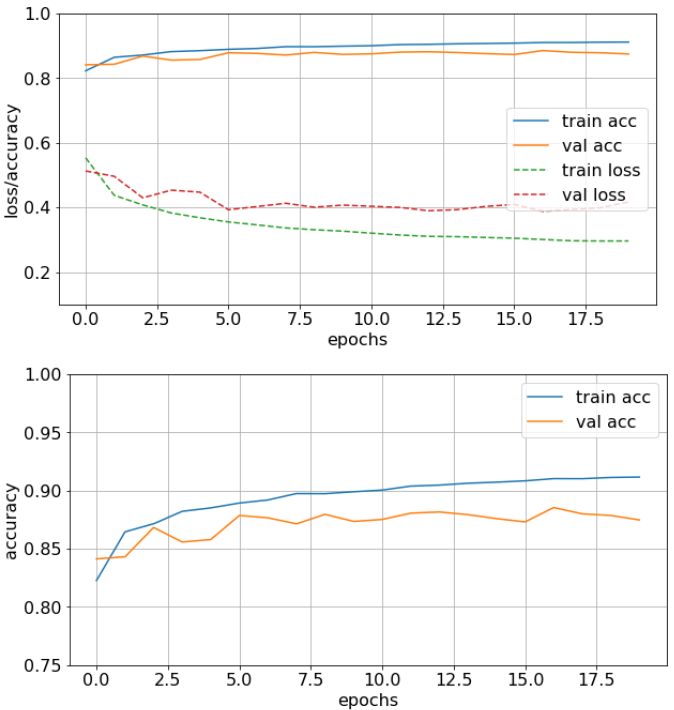 1.0
0.8
0.6
0.4
0.2
loss/accuracy
train acc
val acc
train loss
val loss
0.0 2.5 5.0 7.5 10.0 12.5 15.0 17.5
epochs
1.00
0.95
0.90
0.85
0.80
0.75
accuracy
train acc
val acc
0.0 2.5 5.0 7.5 10.0 12.5 15.0 17.5
epochs